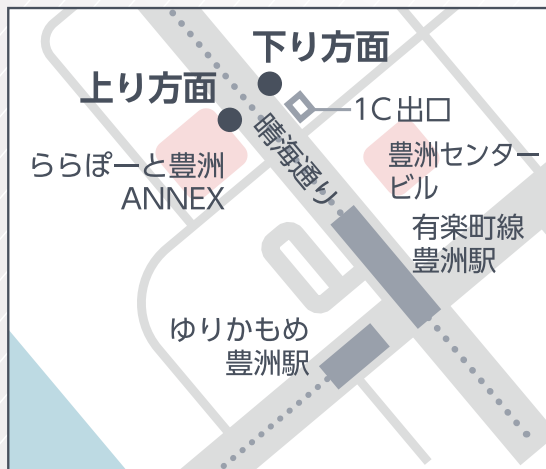 下り方面
上り方面
1C出口
晴海通り
ららぽーと豊洲
ANNEX
豊洲センター
ビル
有楽町線
豊洲駅
ゆりかもめ
豊洲駅